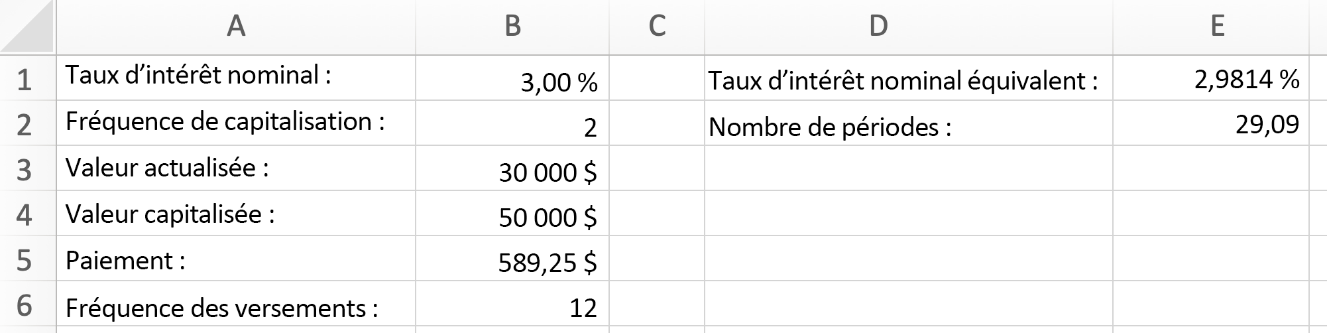 A B C D E
1 Taux d’intérêt nominal : 3,00 % Taux d’intérêt nominal équivalent : 2,9814 %
2 Fréquence de capitalisation : 2 Nombre de périodes : 29,09
3 Valeur actualisée : 30 000 $
4 Valeur capitalisée : 50 000 $
5 Paiement : 589,25 $
6 Fréquence des versements : 12